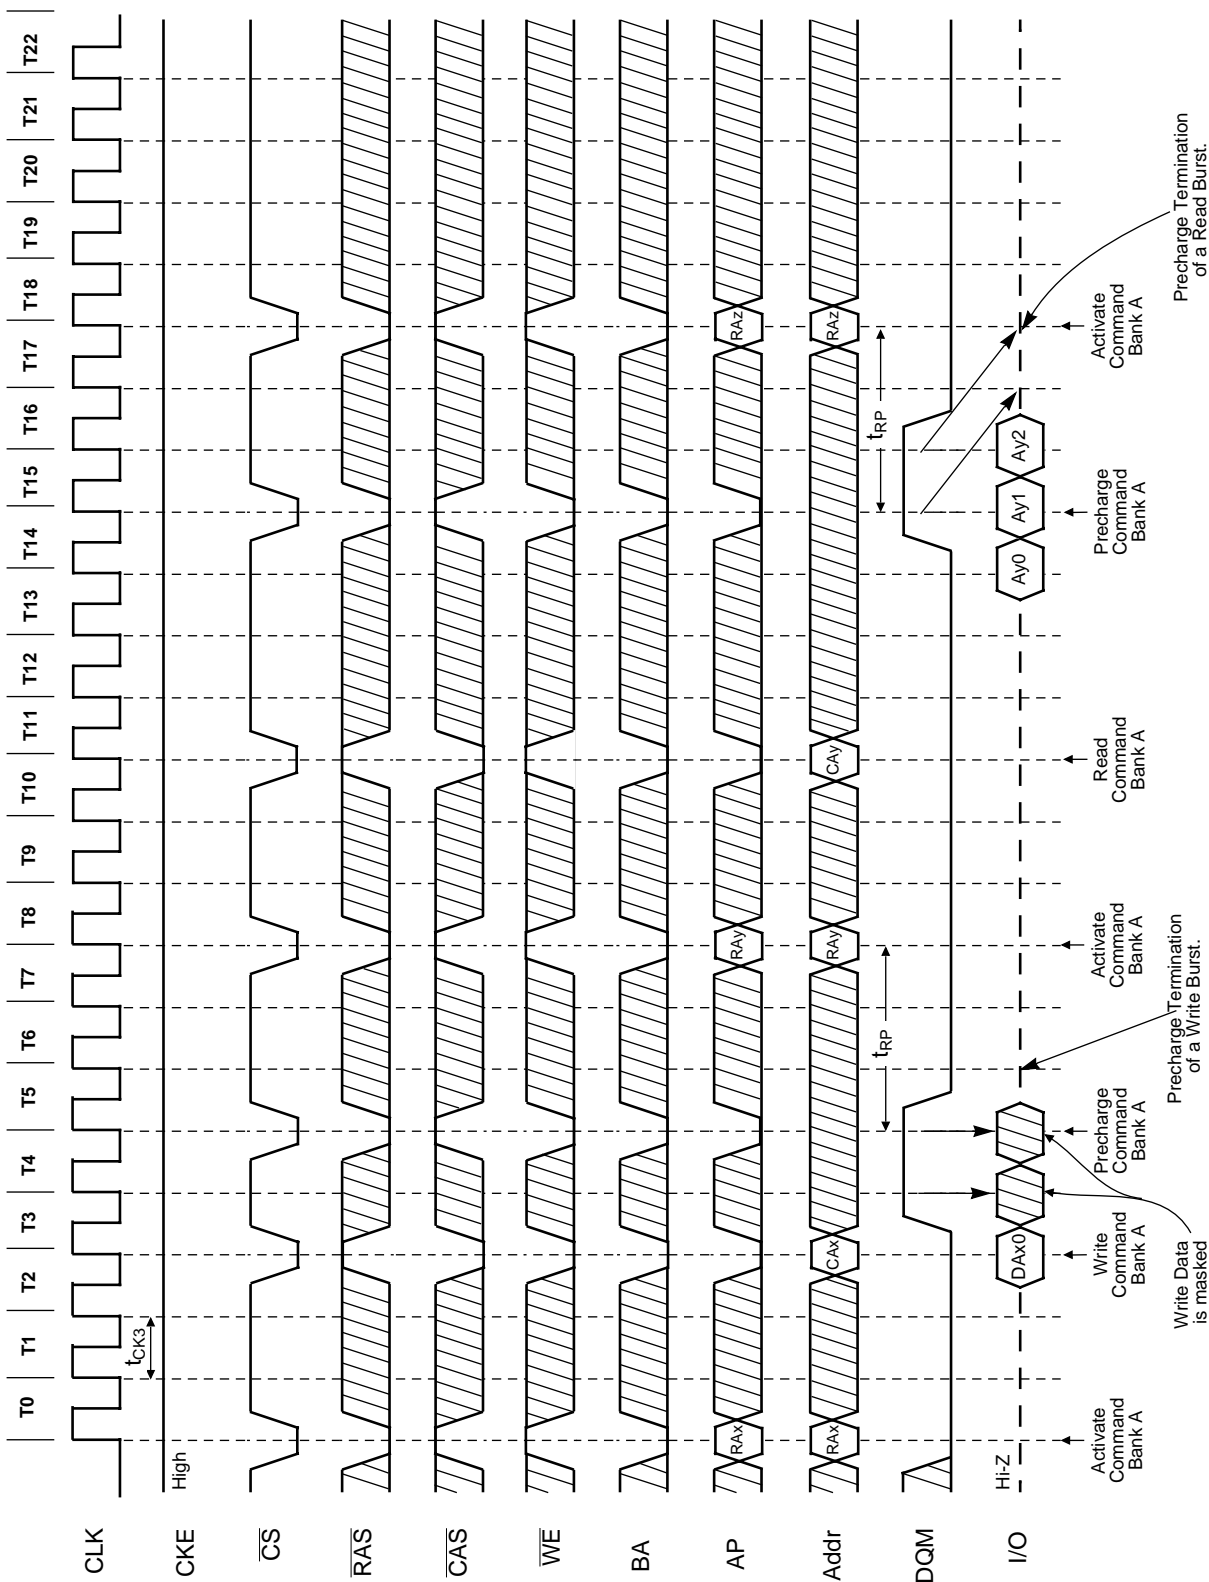 T0 T1 T2 T3 T4 T5 T6 T7 T8 T9 T10 T11 T12 T13 T14 T15 T16 T17 T18 T19 T20 T21 T22
CLK
tCK3
CKE
High
CS
RAS
CAS
WE
BA
AP
RAx
RAy
RAz
Addr
RAx
CAx
RAy
CAy
RAz
tRP
tRP
DQM
I/O
Hi-Z
DAx0
Ay0
Ay1
Ay2
Activate
Command
Bank A
Write
Command
Bank A
Precharge
Command
Bank A
Activate
Command
Bank A
Read
Command
Bank A
Precharge
Command
Bank A
Activate
Command
Bank A
Write Data
is masked
Precharge Termination
of a Write Burst.
Precharge Termination
of a Read Burst.